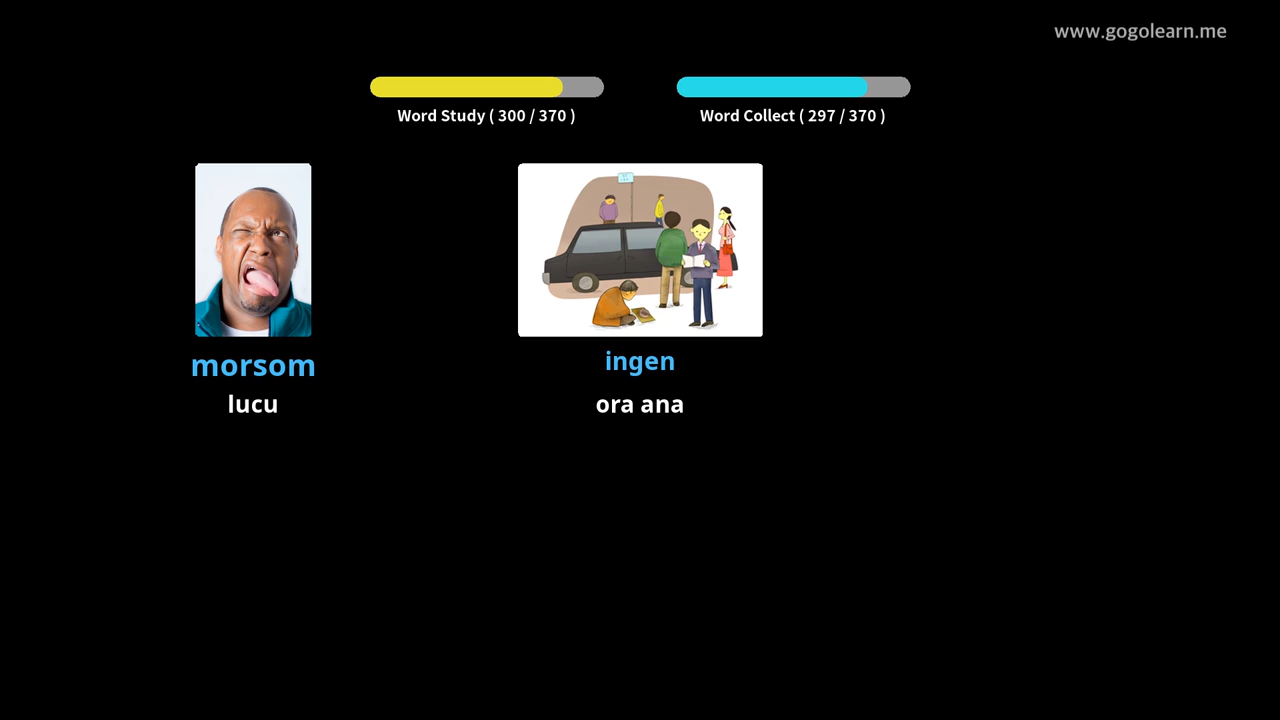 www.gogolearn.me
Word Study ( 300 / 370 )
Word Collect ( 297 / 370 )
morsom
lucu
ingen
ora ana